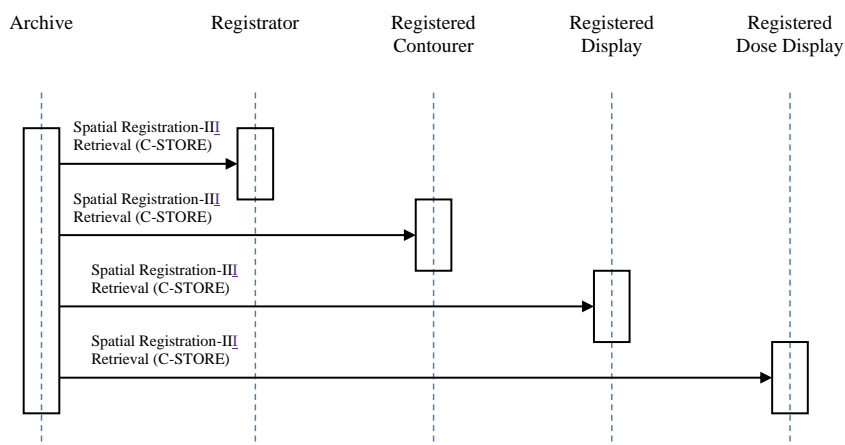 Archive
Registrator
Registered
Contourer
Registered
Display
Registered
Dose Display
Spatial Registration-III
Retrieval (C-STORE)
Spatial Registration-III
Retrieval (C-STORE)
Spatial Registration-III
Retrieval (C-STORE)
Spatial Registration-III
Retrieval (C-STORE)